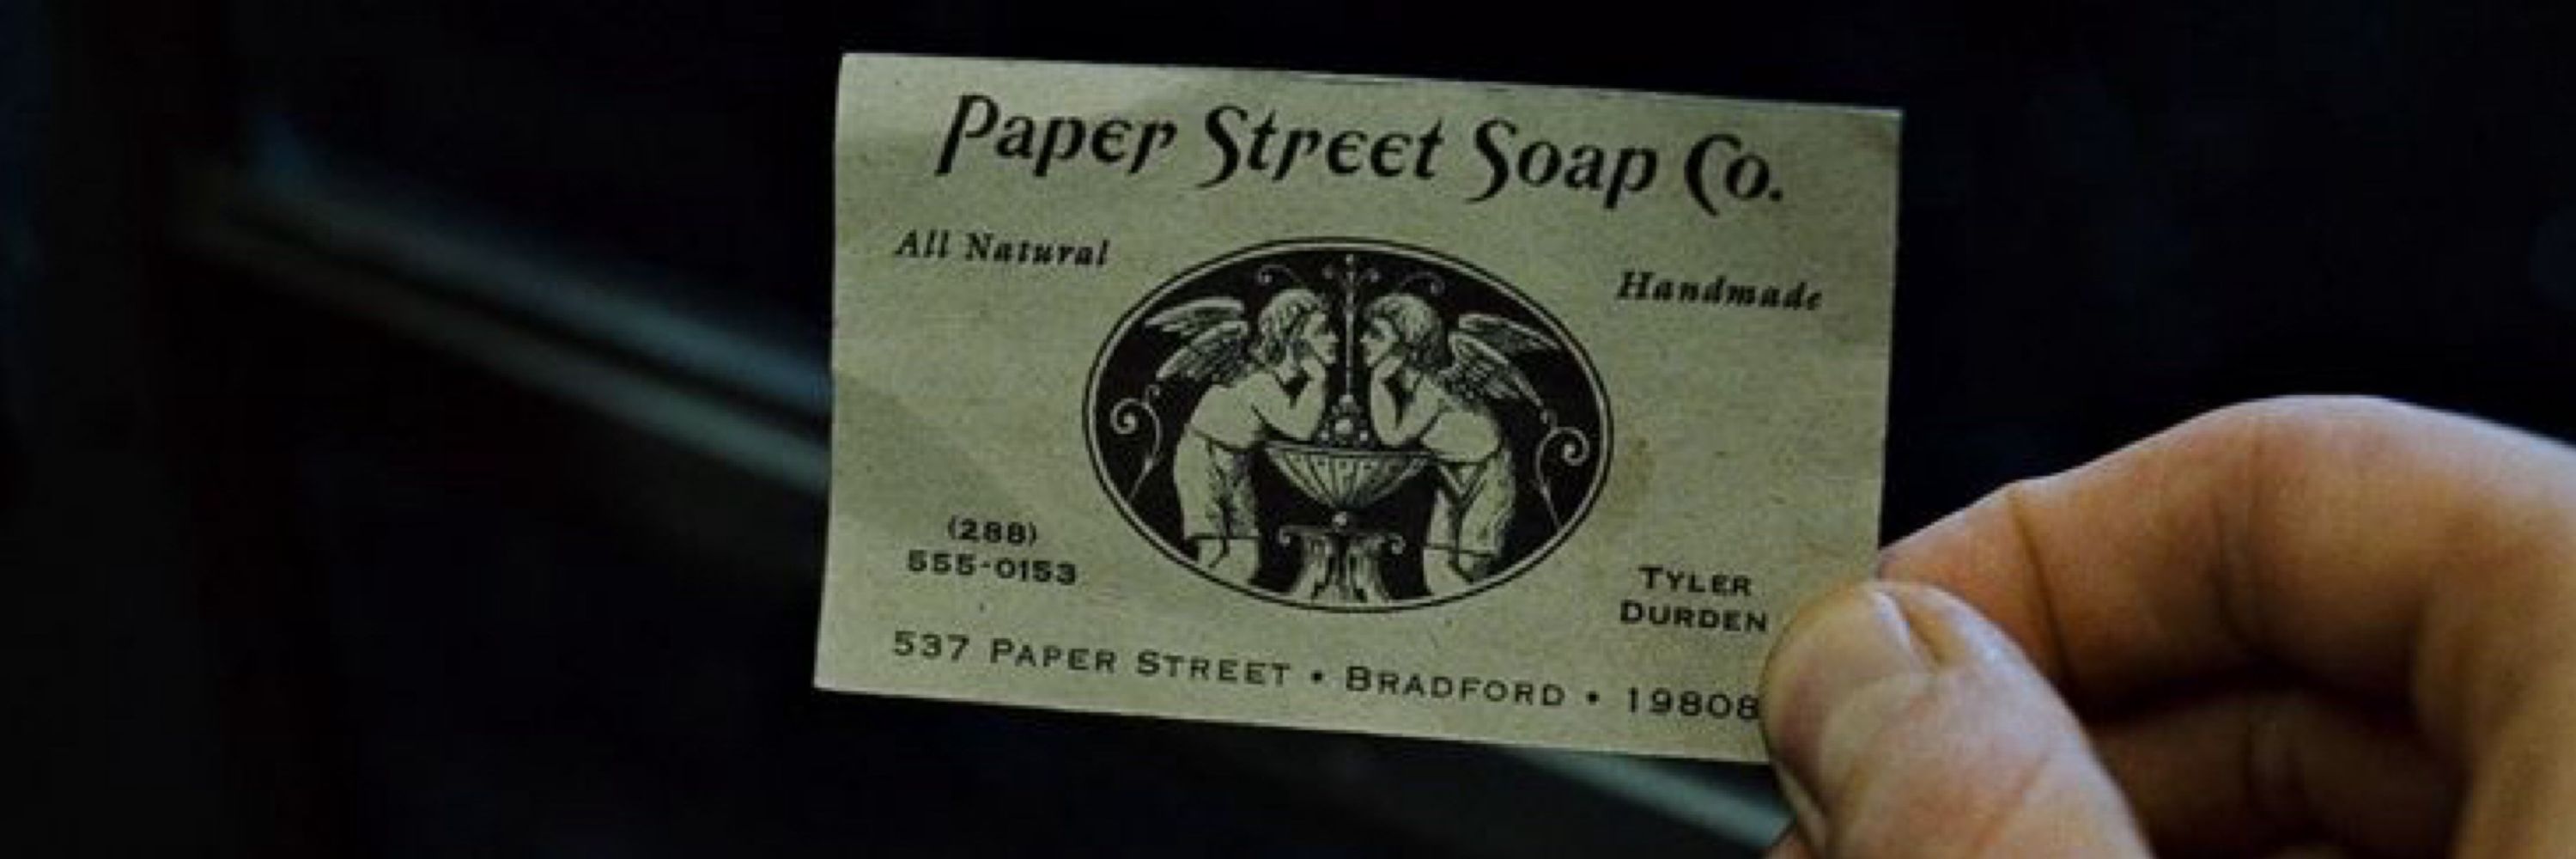 Paper Street Soap Co.
All Natural
Handmade
(288)
555-0153
TYLER
DURDEN
537 PAPER STREET • BRADFORD • 19808